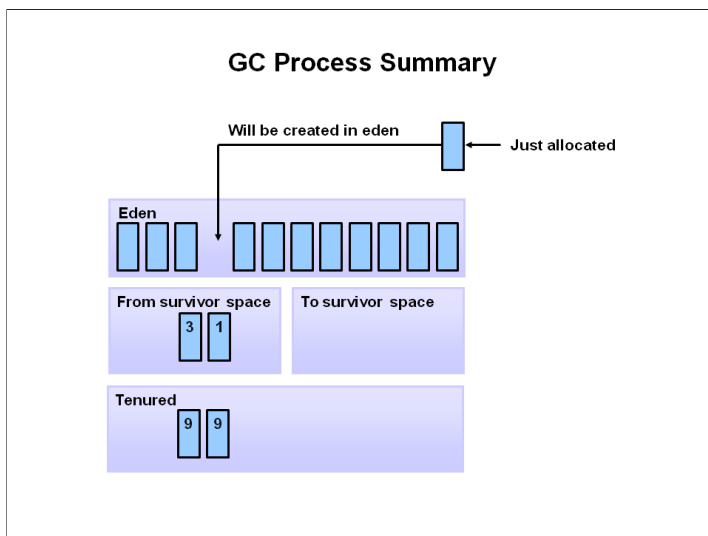 GC Process Summary
Will be created in eden
Just allocated
Eden
From survivor space
To survivor space
3 1
Tenured
9 9